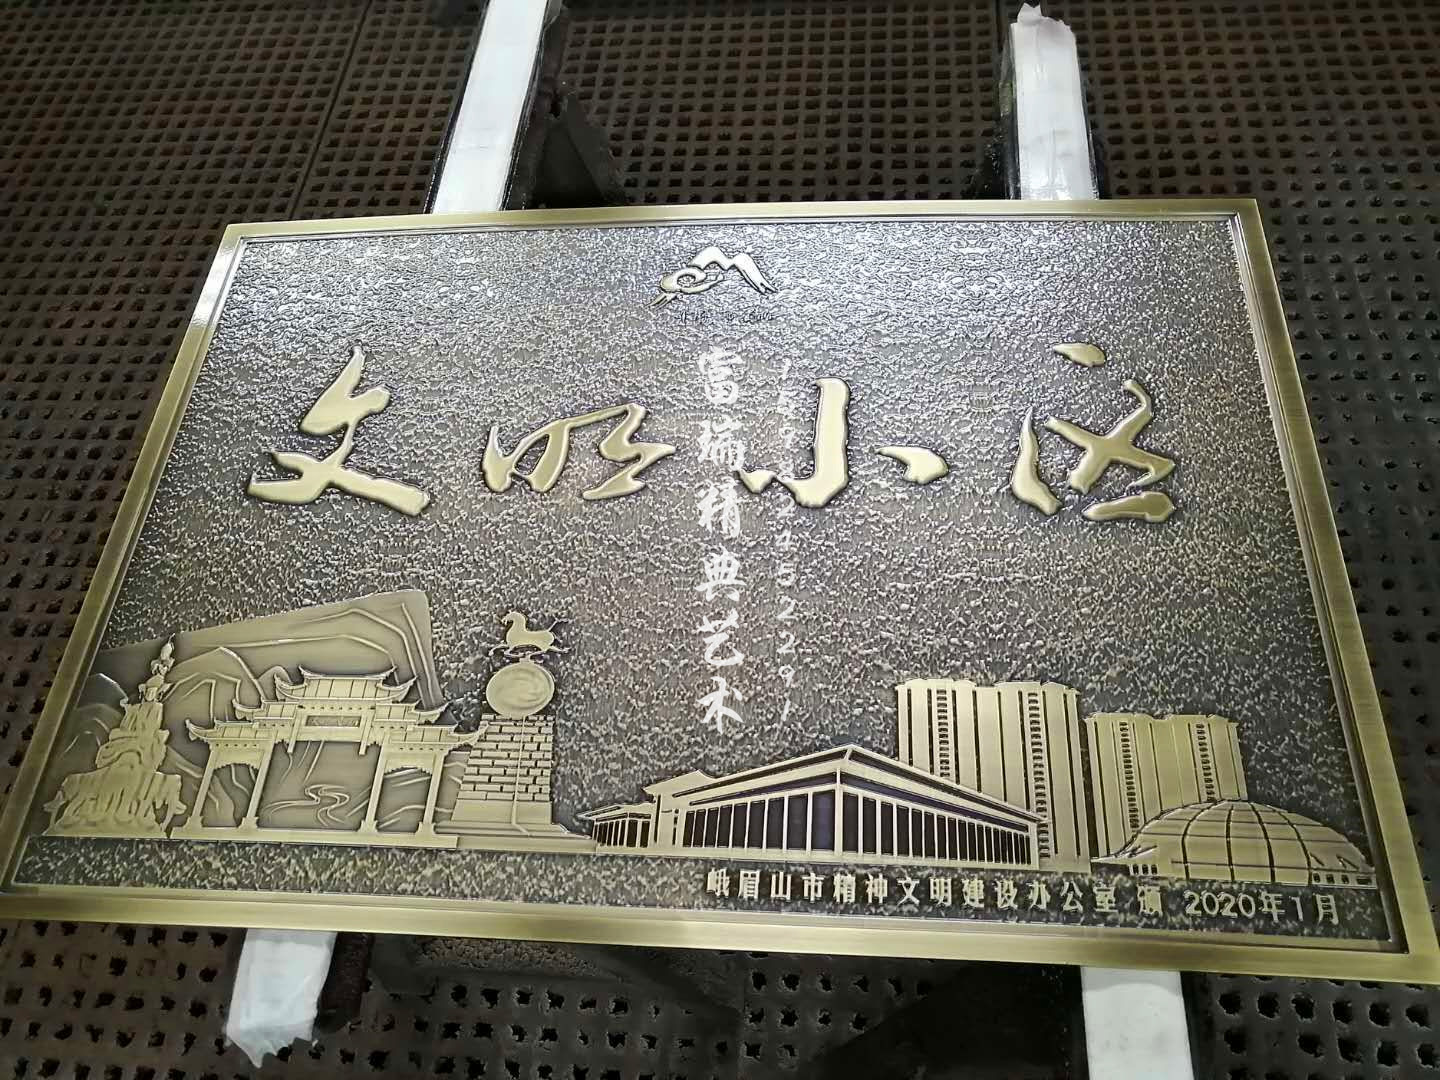 文明小区
富瑞精典艺术
峨眉山市精神文明建设办公室 颁 2020年1月